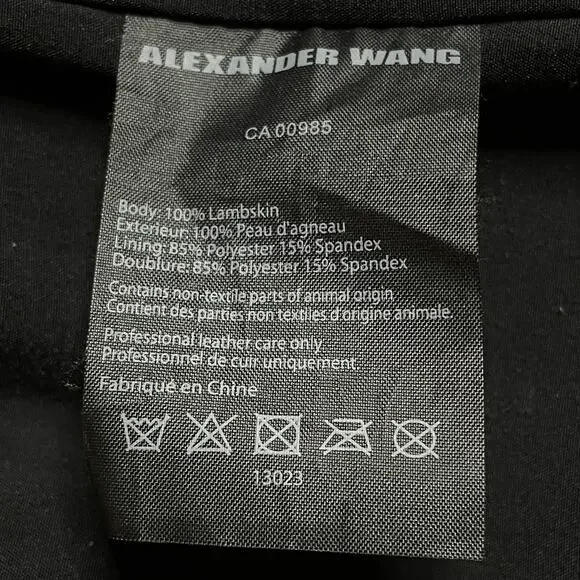 ALEXANDER WANG
CA 00985
Body: 100% Lambskin
Exterieur: 100% Peau d'agneau
Lining: 85% Polyester 15% Spandex
Doublure: 85% Polyester 15% Spandex
Contains non-textile parts of animal origin
Contient des parties non textiles d'origine animale.
Professional leather care only.
Professionnel de cuir uniquement.
Fabriqué en Chine
13023